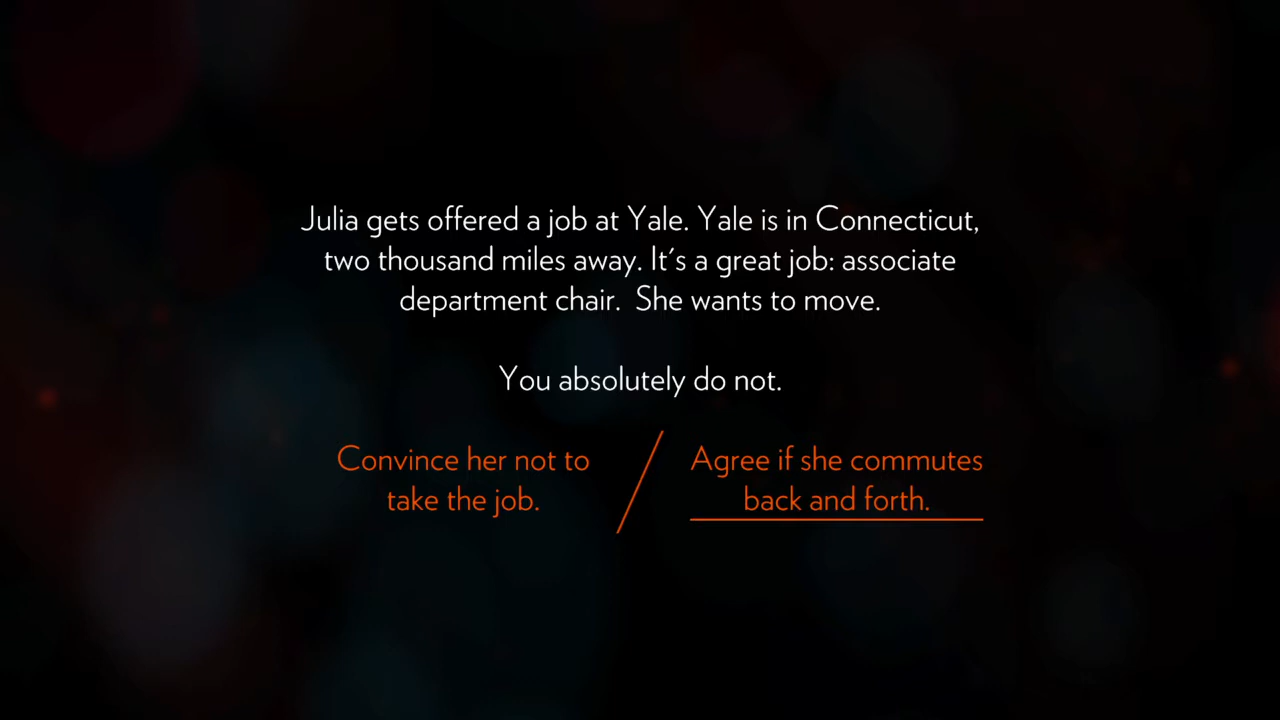 Julia gets offered a job at Yale. Yale is in Connecticut,
two thousand miles away. It's a great job: associate
department chair.  She wants to move.
You absolutely do not.
Convince her not to
take the job.
Agree if she commutes
back and forth.